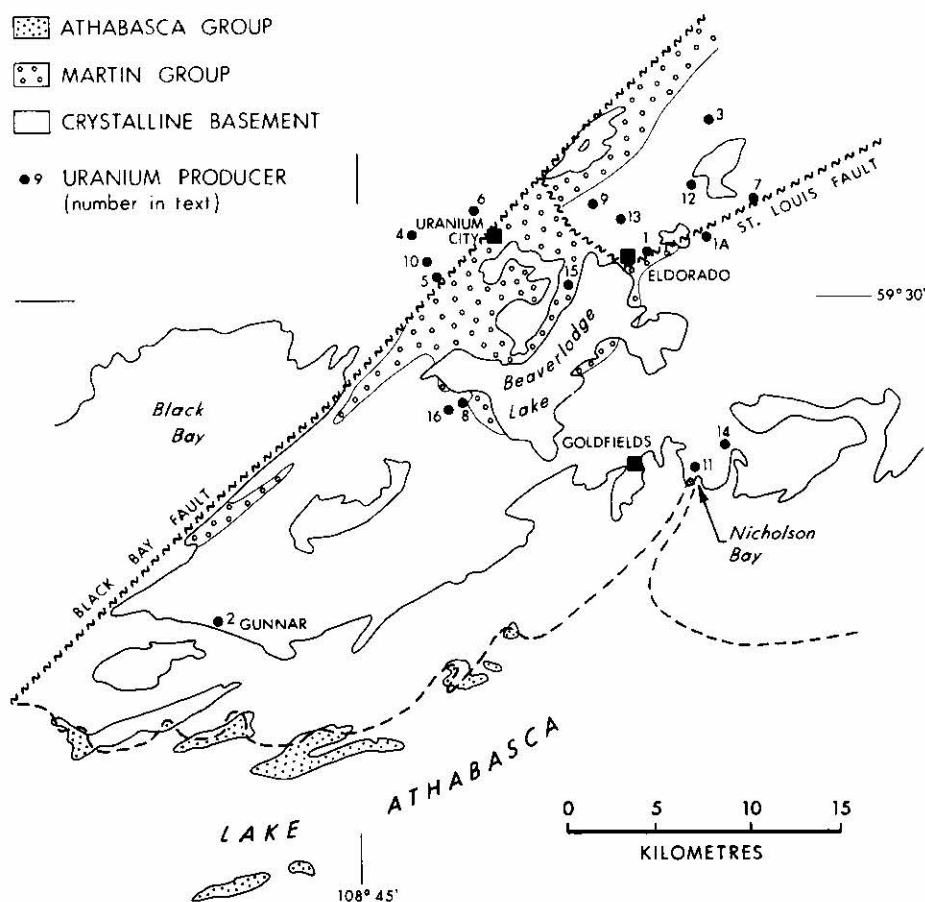 ATHABASCA GROUP
MARTIN GROUP
CRYSTALLINE BASEMENT
9 URANIUM PRODUCER
(number in text)
3
6
URANIUM
CITY
4
10
5
9
13
12
7
ST. LOUIS FAULT
1
1A
ELDORADO
15
59° 30'
Beaverlodge
Lake
Black
Bay
16
8
GOLDFIELDS
14
11
Nicholson
Bay
BLACK BAY FAULT
2 GUNNAR
LAKE ATHABASCA
0 5 10 15
KILOMETRES
108° 45'